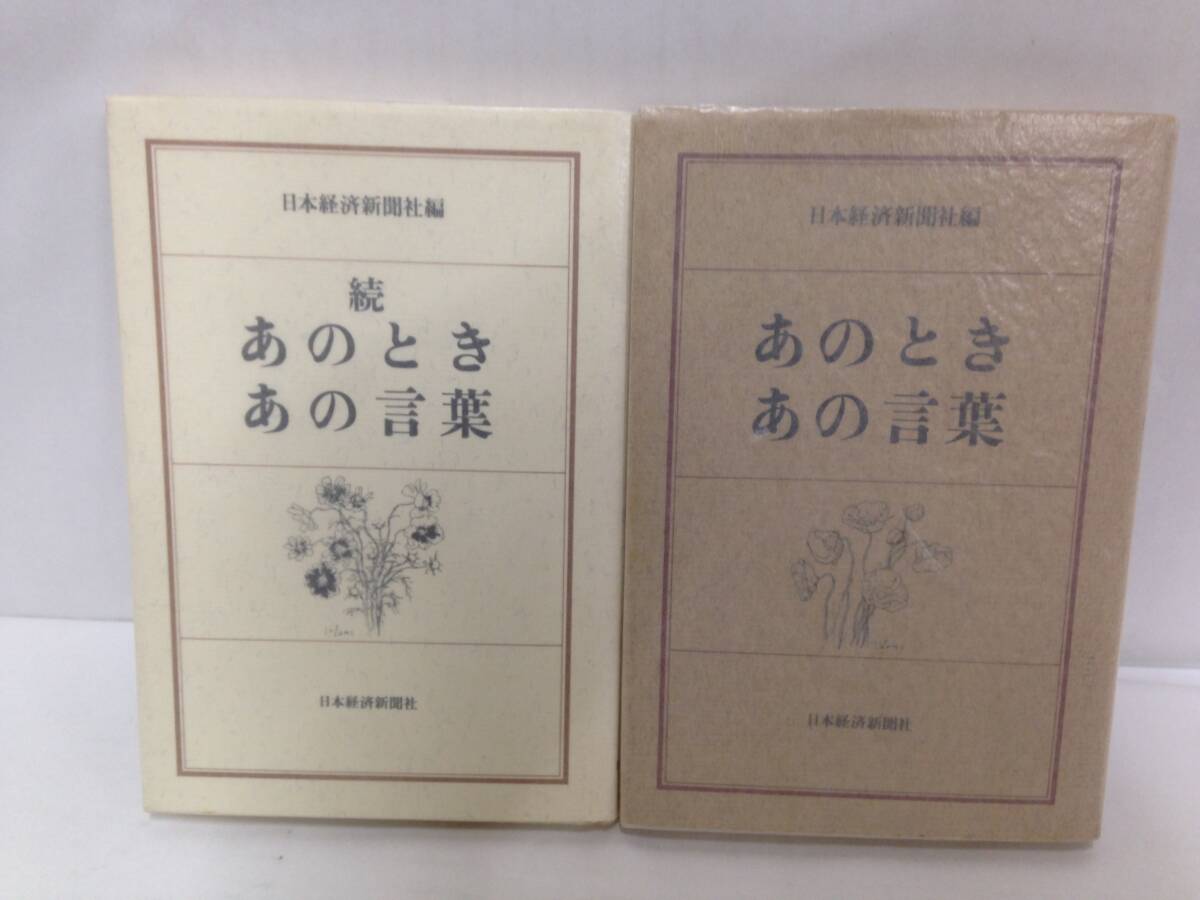 日本経済新聞社編
続
あのとき
あの言葉
日本経済新聞社
日本経済新聞社編
あのとき
あの言葉
日本経済新聞社